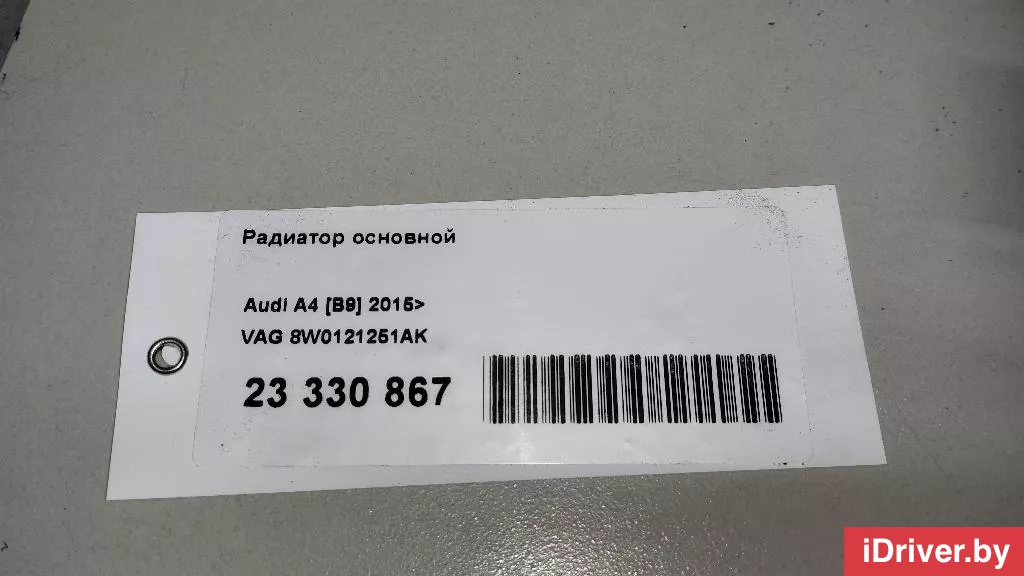 Радиатор основной
Audi A4 [B9] 2015>
VAG 8W0121251AK
23 330 867
iDriver.by